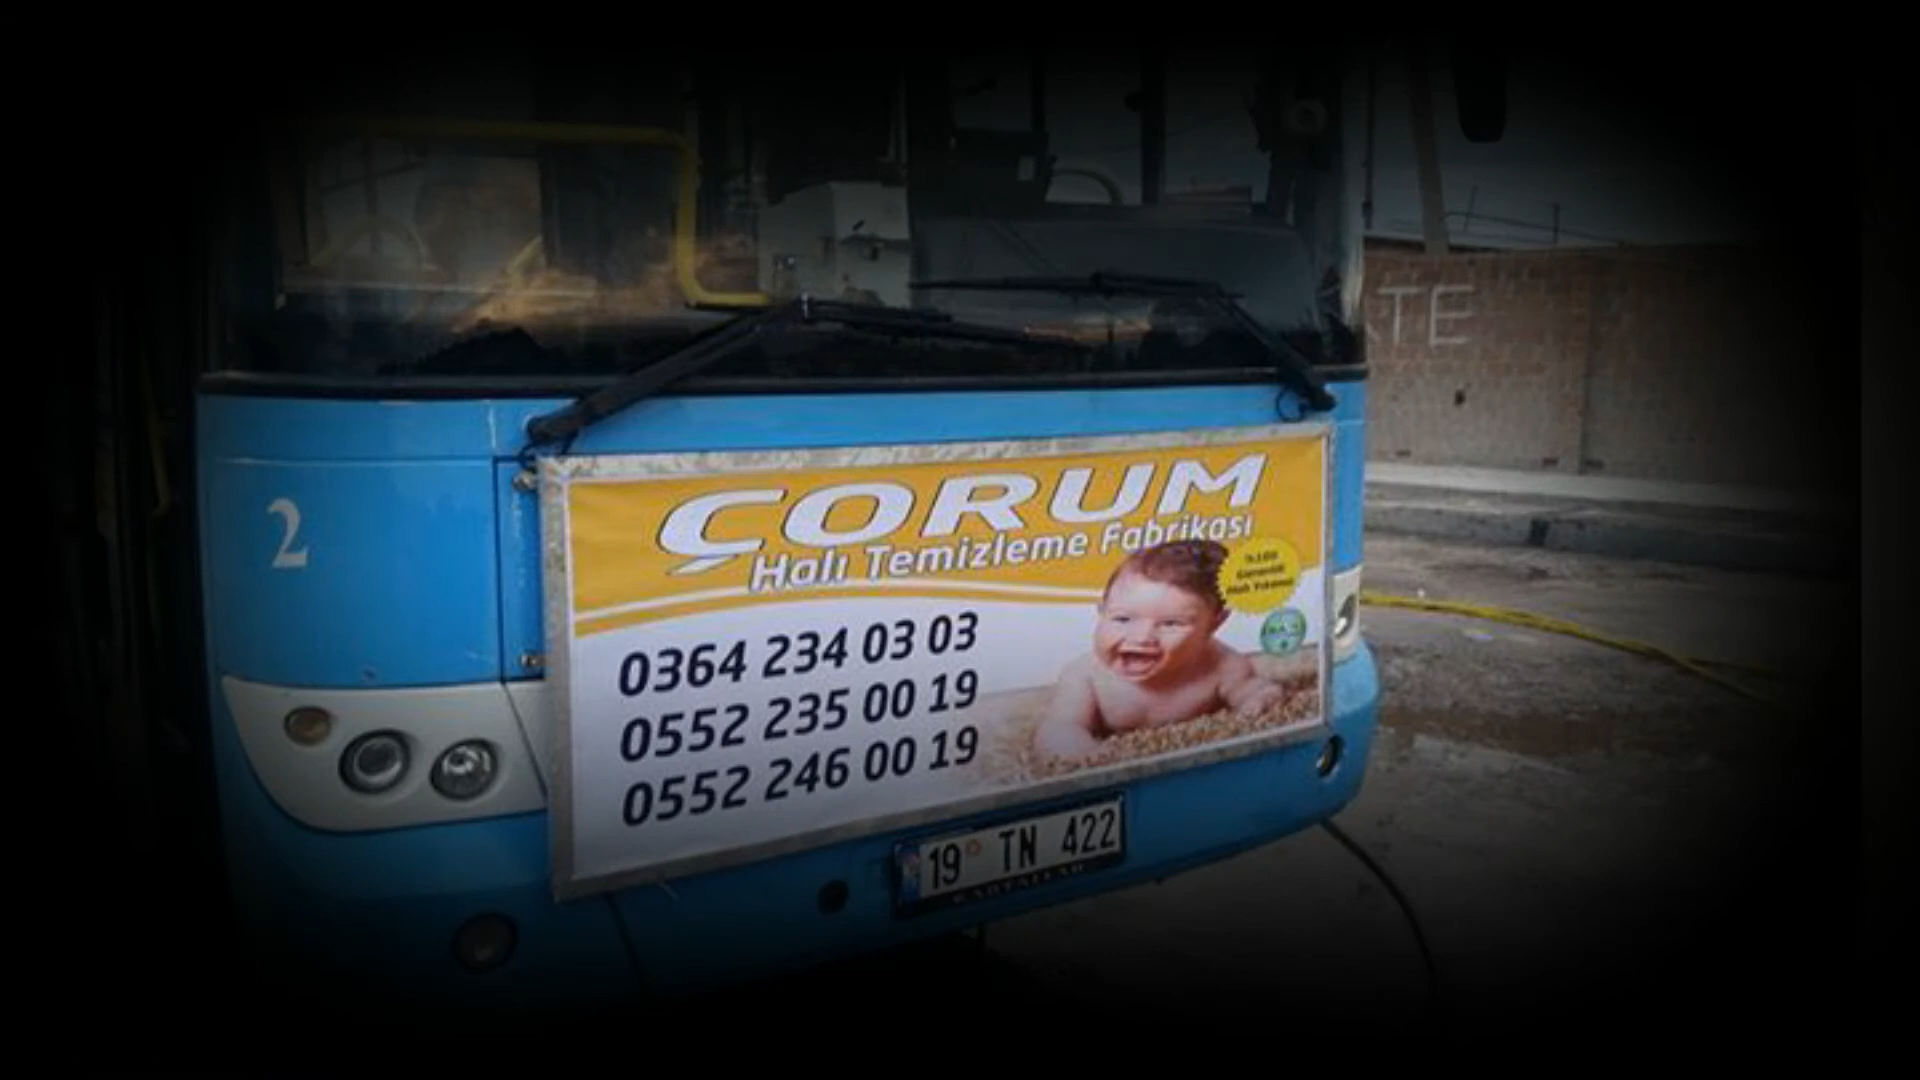 2
ÇORUM
Halı Temizleme Fabrikası
0364 234 03 03
0552 235 00 19
0552 246 00 19
19 TN 422
TE